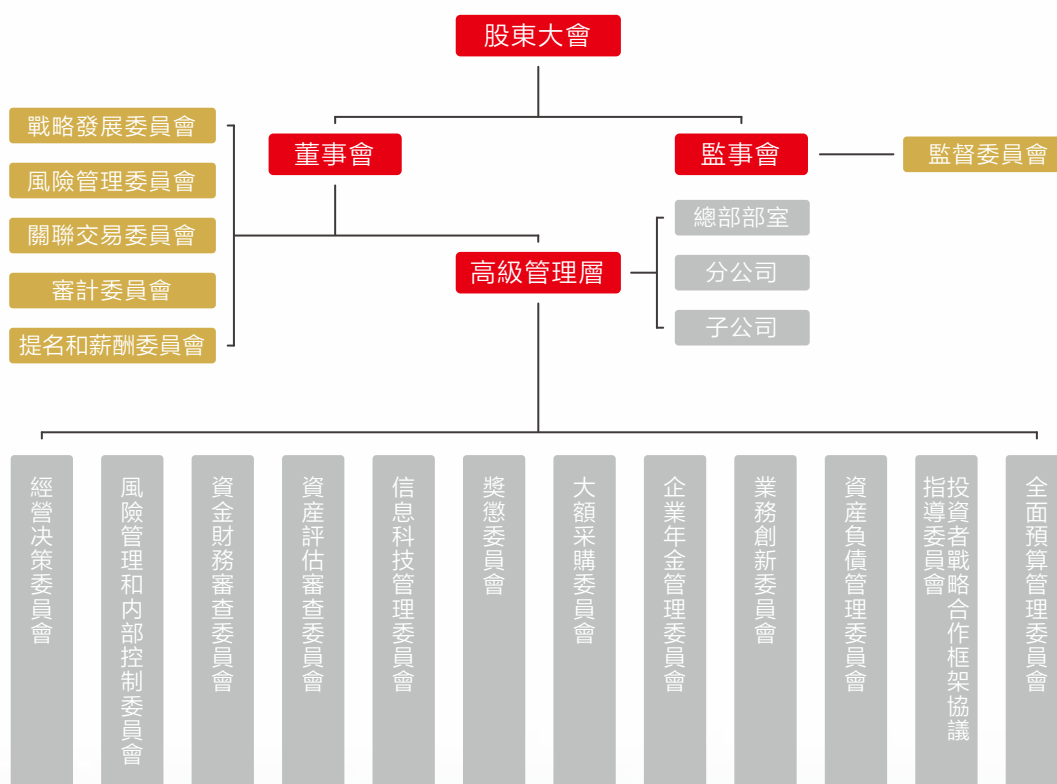 股東大會
戰略發展委員會
董事會
監事會
監督委員會
風險管理委員會
關聯交易委員會
審計委員會
提名和薪酬委員會
總部部室
高級管理層
分公司
子公司
經營决策委員會
風險管理和内部控制委員會
資金財務審查委員會
資産評估審查委員會
信息科技管理委員會
獎懲委員會
大額采購委員會
企業年金管理委員會
業務創新委員會
資産負債管理委員會
投資者戰略合作框架協議
指導委員會
全面預算管理委員會